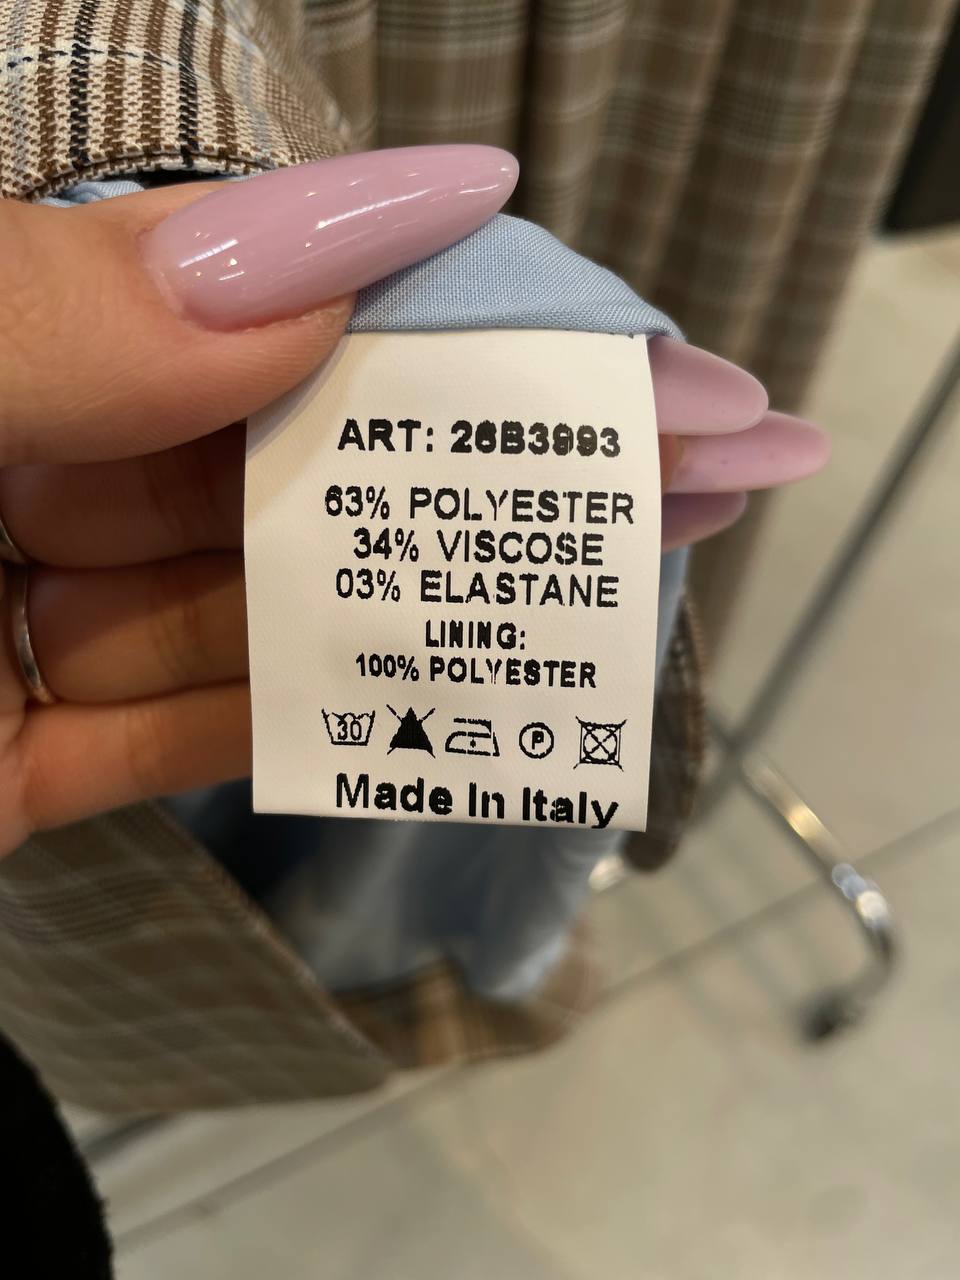 ART: 26B3993
63% POLYESTER
34% VISCOSE
03% ELASTANE
LINING:
100% POLYESTER
30
P
Made In Italy